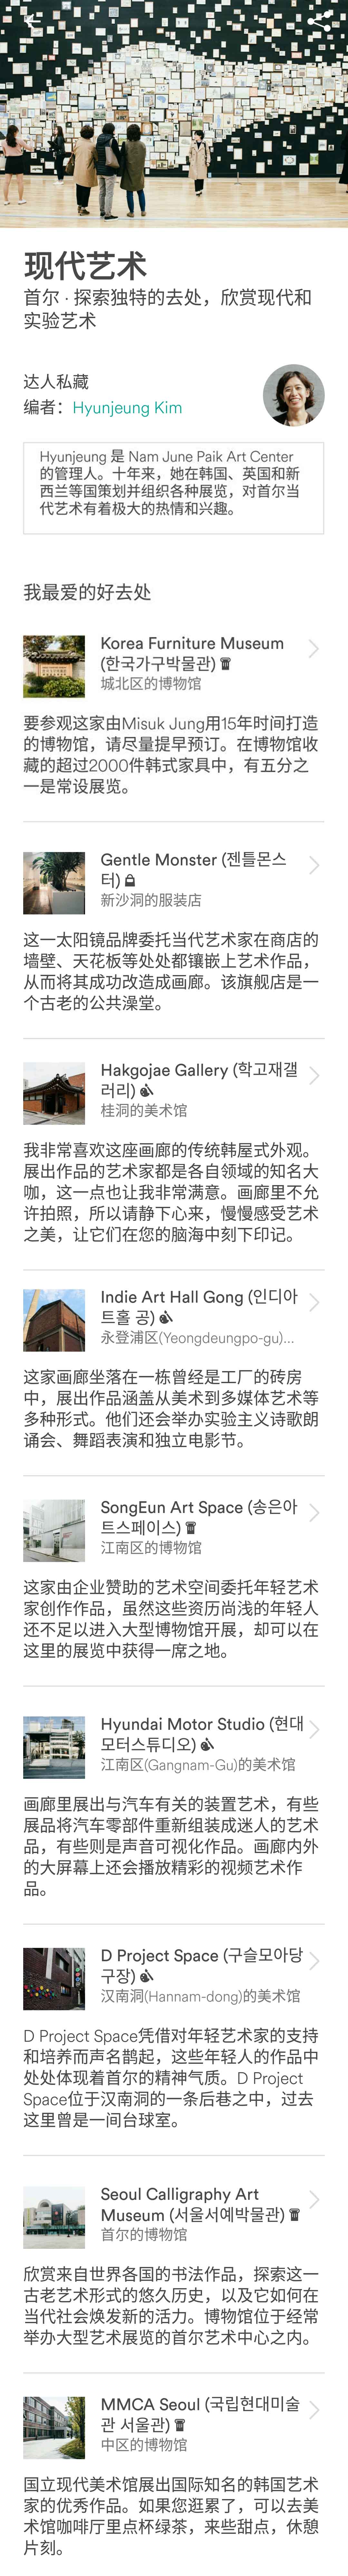 现代艺术
首尔 · 探索独特的去处，欣赏现代和
实验艺术
达人私藏
编者：Hyunjeung Kim
Hyunjeung 是 Nam June Paik Art Center
的管理人。十年来，她在韩国、英国和新
西兰等国策划并组织各种展览，对首尔当
代艺术有着极大的热情和兴趣。
我最爱的好去处
Korea Furniture Museum
(한국가구박물관)
城北区的博物馆
要参观这家由Misuk Jung用15年时间打造
的博物馆，请尽量提早预订。在博物馆收
藏的超过2000件韩式家具中，有五分之
一是常设展览。
Gentle Monster (젠틀몬스
터)
新沙洞的服装店
这一太阳镜品牌委托当代艺术家在商店的
墙壁、天花板等处处都镶嵌上艺术作品，
从而将其成功改造成画廊。该旗舰店是一
个古老的公共澡堂。
Hakgojae Gallery (학고재갤
러리)
桂洞的美术馆
我非常喜欢这座画廊的传统韩屋式外观。
展出作品的艺术家都是各自领域的知名大
咖，这一点也让我非常满意。画廊里不允
许拍照，所以请静下心来，慢慢感受艺术
之美，让它们在您的脑海中刻下印记。
Indie Art Hall Gong (인디아
트홀 공)
永登浦区(Yeongdeungpo-gu)...
这家画廊坐落在一栋曾经是工厂的砖房
中，展出作品涵盖从美术到多媒体艺术等
多种形式。他们还会举办实验主义诗歌朗
诵会、舞蹈表演和独立电影节。
SongEun Art Space (송은아
트스페이스)
江南区的博物馆
这家由企业赞助的艺术空间委托年轻艺术
家创作作品，虽然这些资历尚浅的年轻人
还不足以进入大型博物馆开展，却可以在
这里的展览中获得一席之地。
Hyundai Motor Studio (현대
모터스튜디오)
江南区(Gangnam-Gu)的美术馆
画廊里展出与汽车有关的装置艺术，有些
展品将汽车零部件重新组装成迷人的艺术
品，有些则是声音可视化作品。画廊内外
的大屏幕上还会播放精彩的视频艺术作
品。
D Project Space (구슬모아당
구장)
汉南洞(Hannam-dong)的美术馆
D Project Space凭借对年轻艺术家的支持
和培养而声名鹊起，这些年轻人的作品中
处处体现着首尔的精神气质。D Project
Space位于汉南洞的一条后巷之中，过去
这里曾是一间台球室。
Seoul Calligraphy Art
Museum (서울서예박물관)
首尔的博物馆
欣赏来自世界各国的书法作品，探索这一
古老艺术形式的悠久历史，以及它如何在
当代社会焕发新的活力。博物馆位于经常
举办大型艺术展览的首尔艺术中心之内。
MMCA Seoul (국립현대미술
관 서울관)
中区的博物馆
国立现代美术馆展出国际知名的韩国艺术
家的优秀作品。如果您逛累了，可以去美
术馆咖啡厅里点杯绿茶，来些甜点，休憩
片刻。